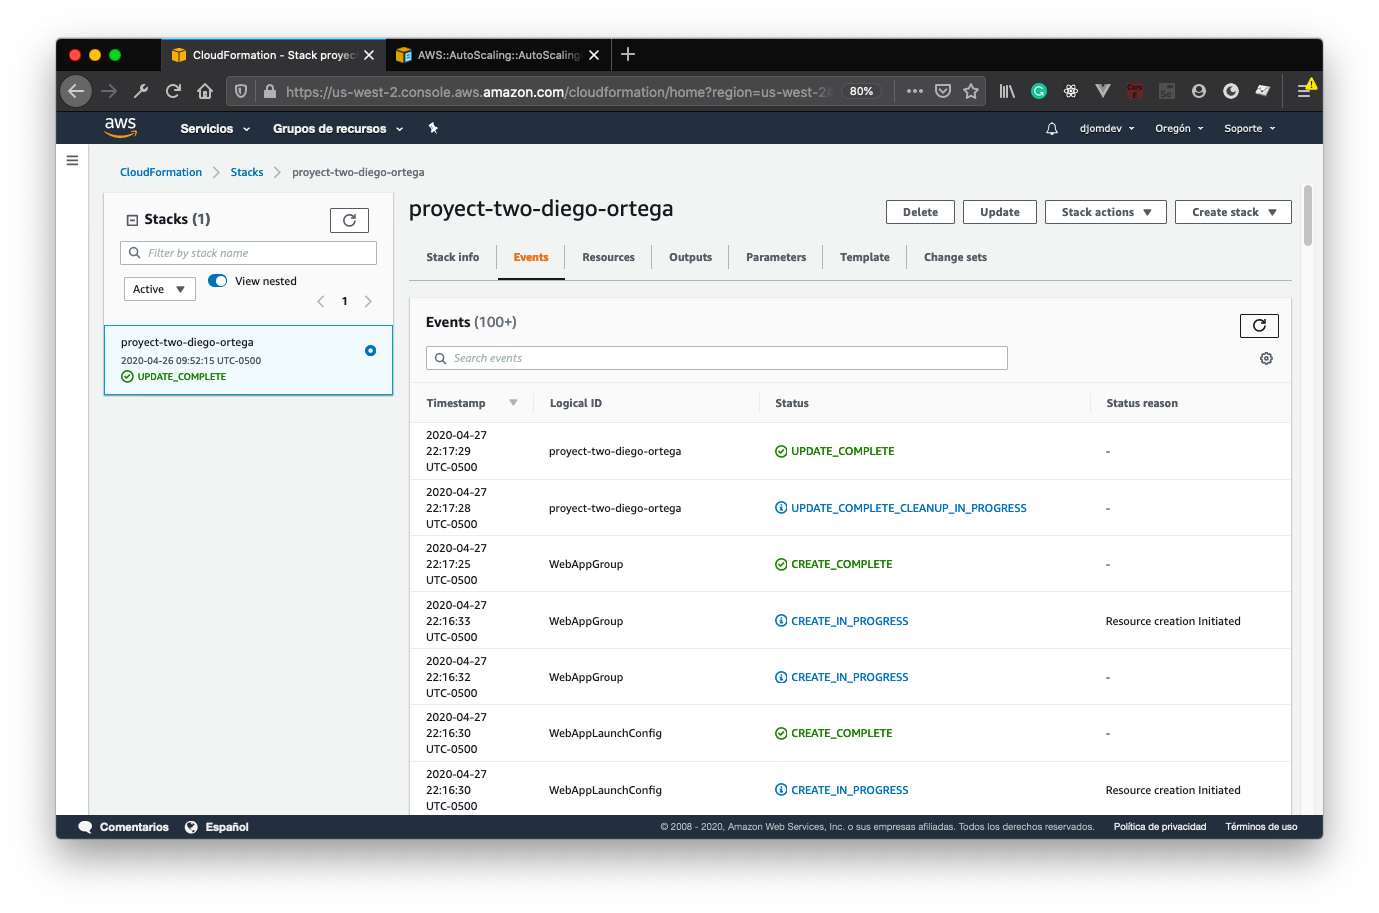 CloudFormation - Stack proyec
AWS::AutoScaling::AutoScaling
https://us-west-2.console.aws.amazon.com/cloudformation/home?region=us-west-2#
80%
aws
Servicios
Grupos de recursos
djomdev
Oregón
Soporte
CloudFormation
Stacks
proyect-two-diego-ortega
Stacks (1)
Filter by stack name
Active
View nested
1
proyect-two-diego-ortega
2020-04-26 09:52:15 UTC-0500
UPDATE_COMPLETE
proyect-two-diego-ortega
Delete
Update
Stack actions
Create stack
Stack info
Events
Resources
Outputs
Parameters
Template
Change sets
Events (100+)
Search events
Timestamp
Logical ID
Status
Status reason
2020-04-27
22:17:29
UTC-0500
proyect-two-diego-ortega
UPDATE_COMPLETE
-
2020-04-27
22:17:28
UTC-0500
proyect-two-diego-ortega
UPDATE_COMPLETE_CLEANUP_IN_PROGRESS
-
2020-04-27
22:17:25
UTC-0500
WebAppGroup
CREATE_COMPLETE
-
2020-04-27
22:16:33
UTC-0500
WebAppGroup
CREATE_IN_PROGRESS
Resource creation Initiated
2020-04-27
22:16:32
UTC-0500
WebAppGroup
CREATE_IN_PROGRESS
-
2020-04-27
22:16:30
UTC-0500
WebAppLaunchConfig
CREATE_COMPLETE
-
2020-04-27
22:16:30
UTC-0500
WebAppLaunchConfig
CREATE_IN_PROGRESS
Resource creation Initiated
Comentarios
Español
© 2008 - 2020, Amazon Web Services, Inc. o sus empresas afiliadas. Todos los derechos reservados.
Política de privacidad
Términos de uso